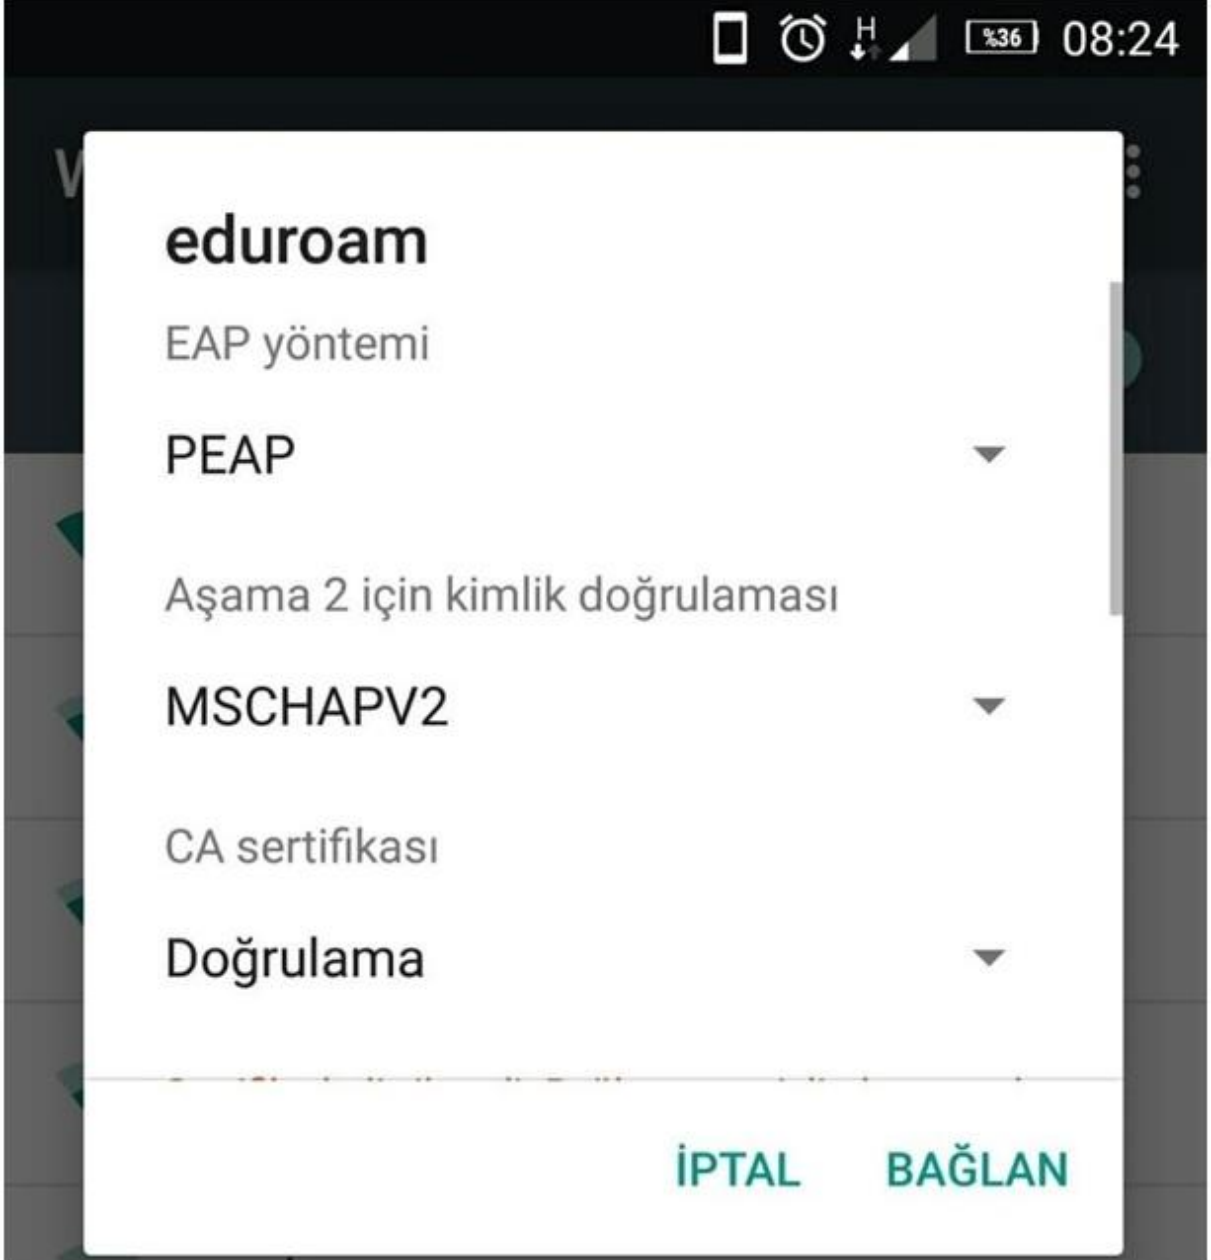 H
%36
08:24
W
eduroam
EAP yöntemi
PEAP
Aşama 2 için kimlik doğrulaması
MSCHAPV2
CA sertifikası
Doğrulama
İPTAL
BAĞLAN